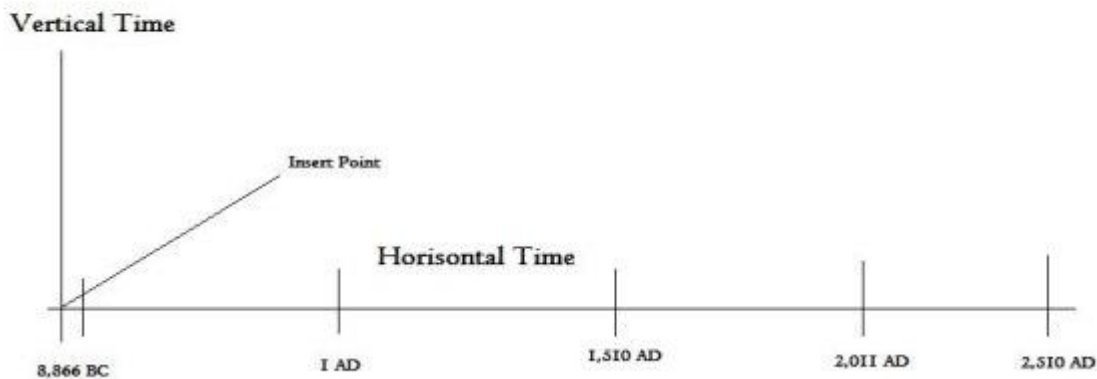 Vertical Time
Insert Point
Horisontal Time
8,866 BC
1 AD
1,510 AD
2,011 AD
2,510 AD